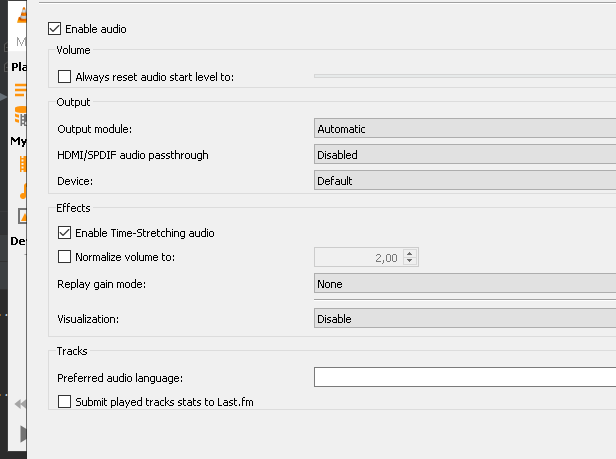 Enable audio
Volume
Always reset audio start level to:
Output
Output module: Automatic
HDMI/SPDIF audio passthrough Disabled
Device: Default
Effects
Enable Time-Stretching audio
Normalize volume to: 2,00
Replay gain mode: None
Visualization: Disable
Tracks
Preferred audio language:
Submit played tracks stats to Last.fm
M
Pla
My
De